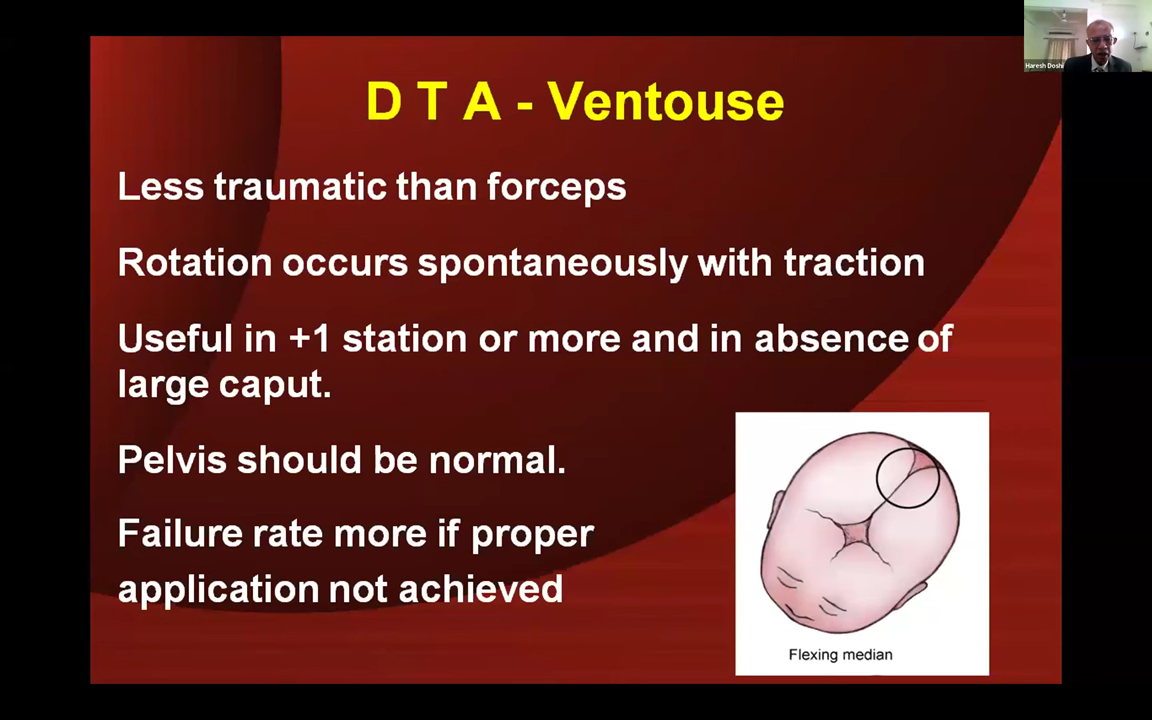 Haresh Doshi
D T A - Ventouse
Less traumatic than forceps
Rotation occurs spontaneously with traction
Useful in +1 station or more and in absence of
large caput.
Pelvis should be normal.
Failure rate more if proper
application not achieved
Flexing median